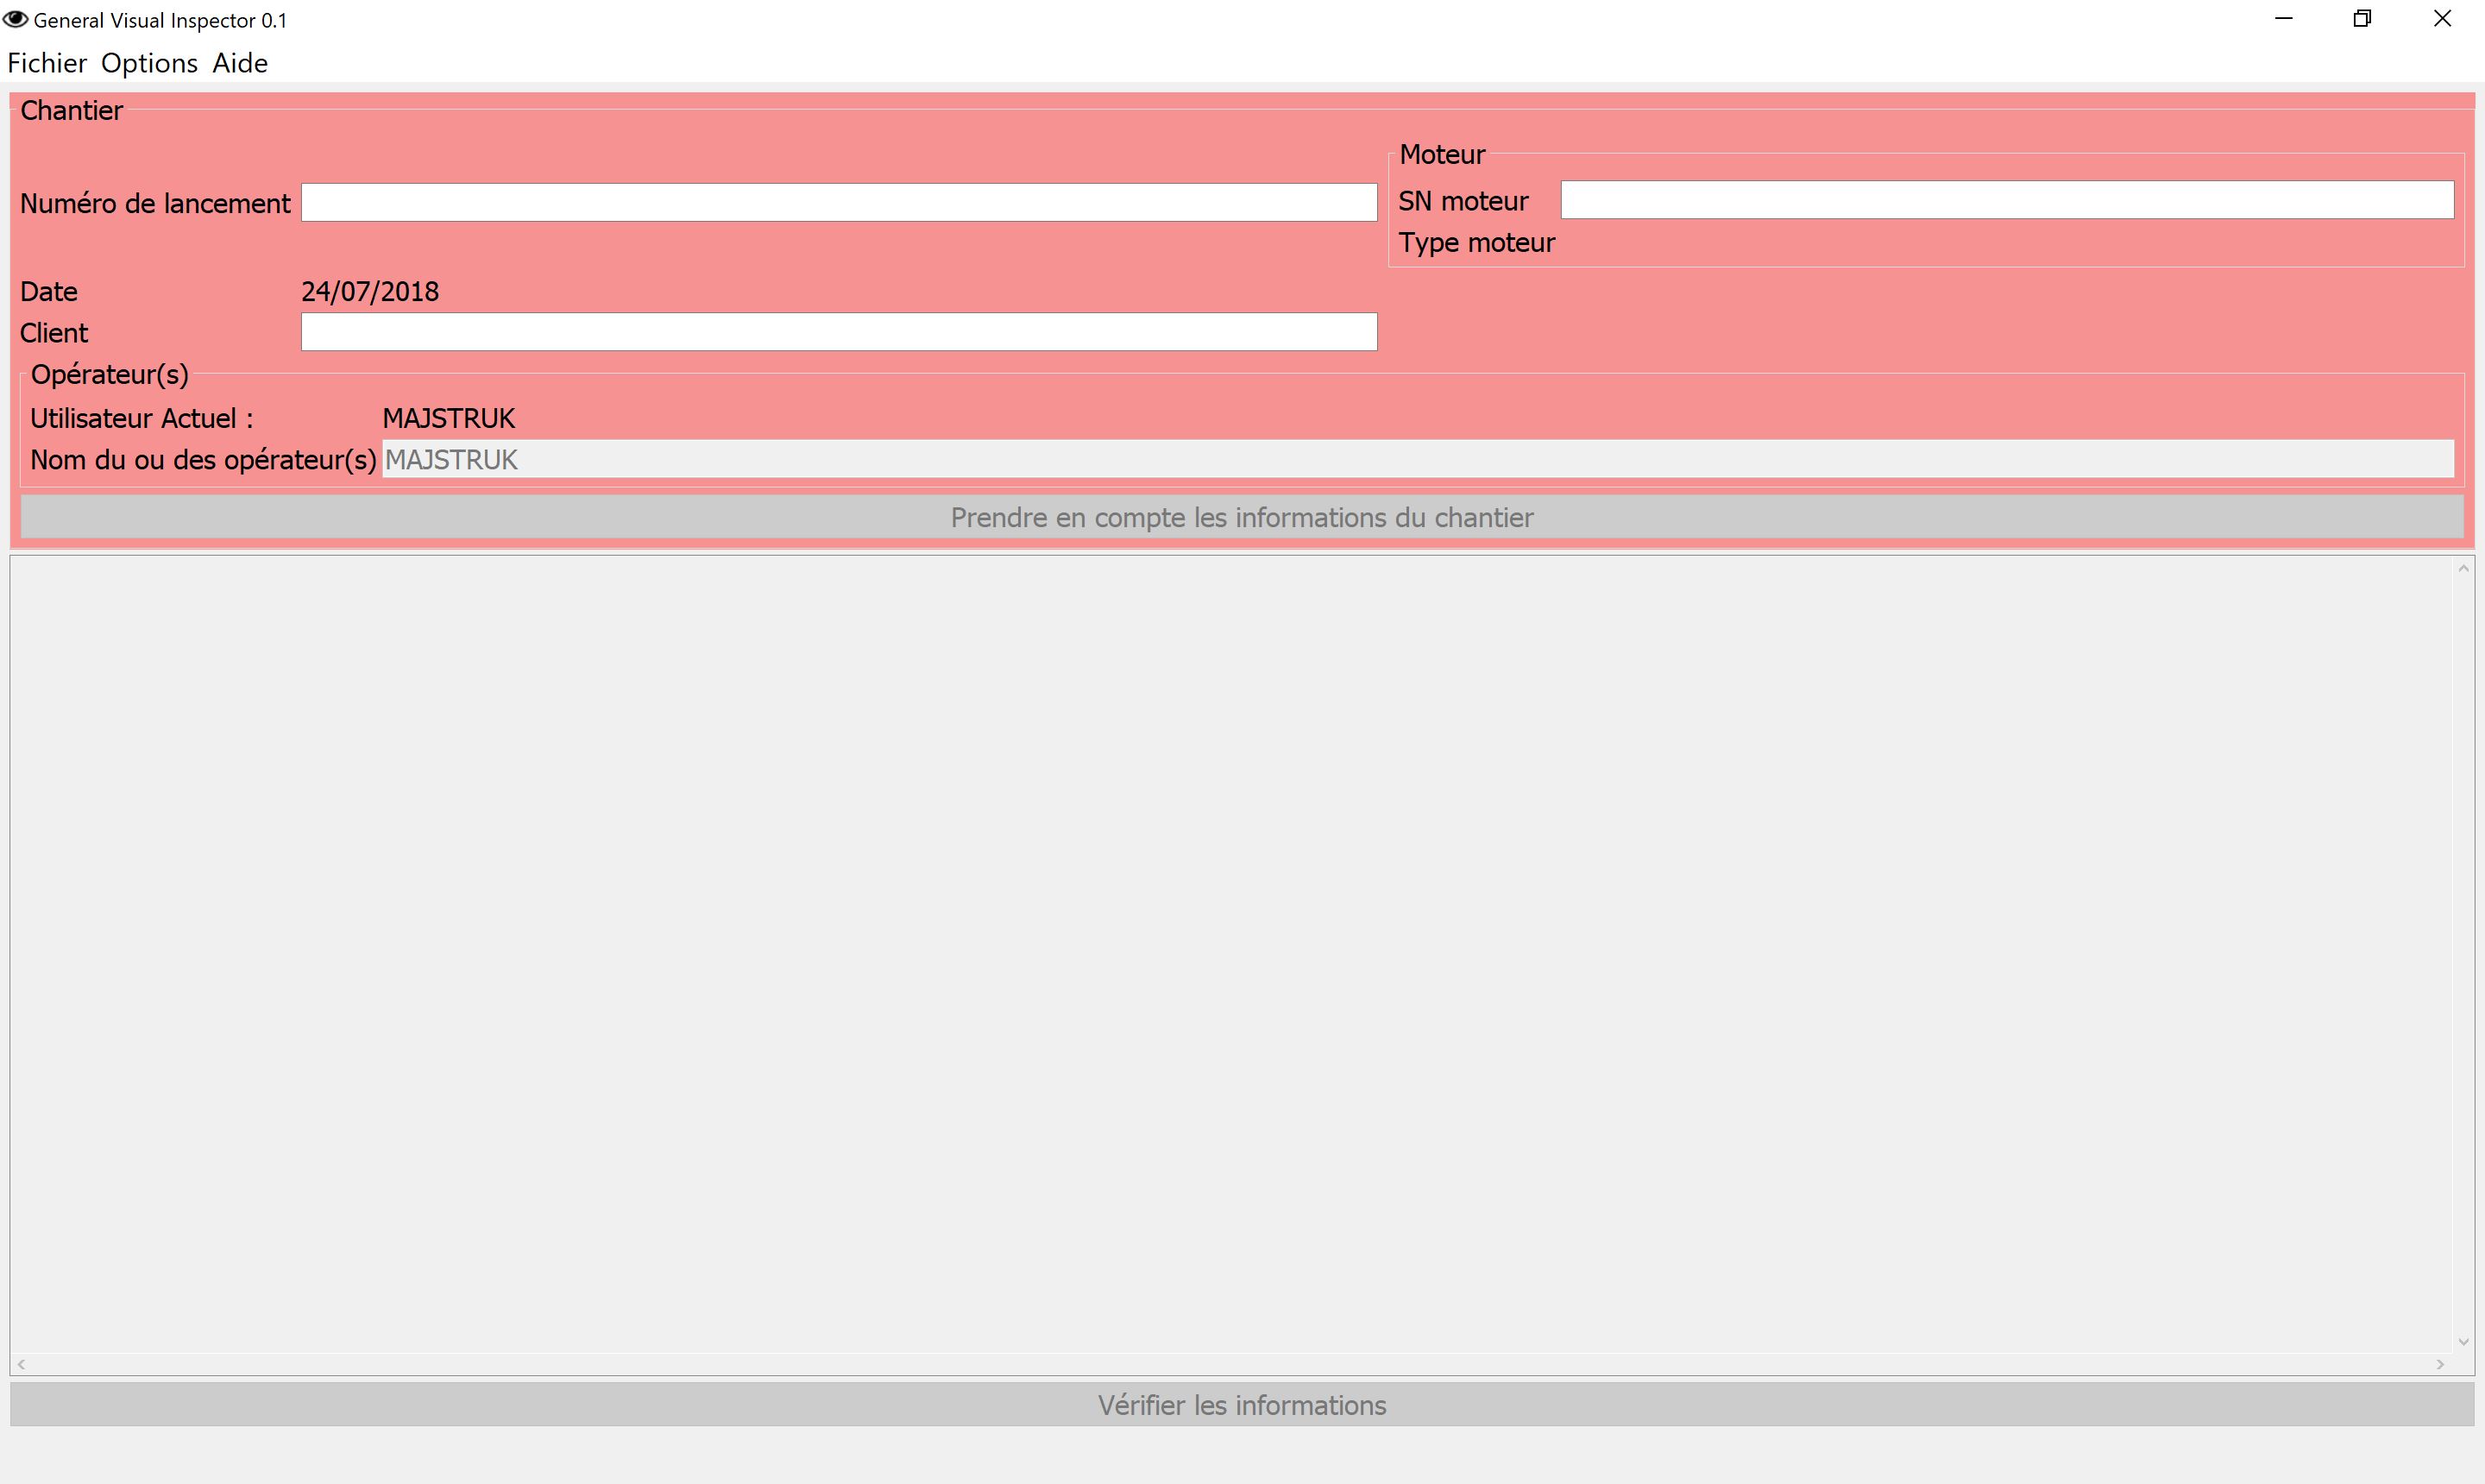 General Visual Inspector 0.1
Fichier Options Aide
Chantier
Moteur
Numéro de lancement
SN moteur
Type moteur
Date 24/07/2018
Client
Opérateur(s)
Utilisateur Actuel : MAJSTRUK
Nom du ou des opérateur(s) MAJSTRUK
Prendre en compte les informations du chantier
Vérifier les informations